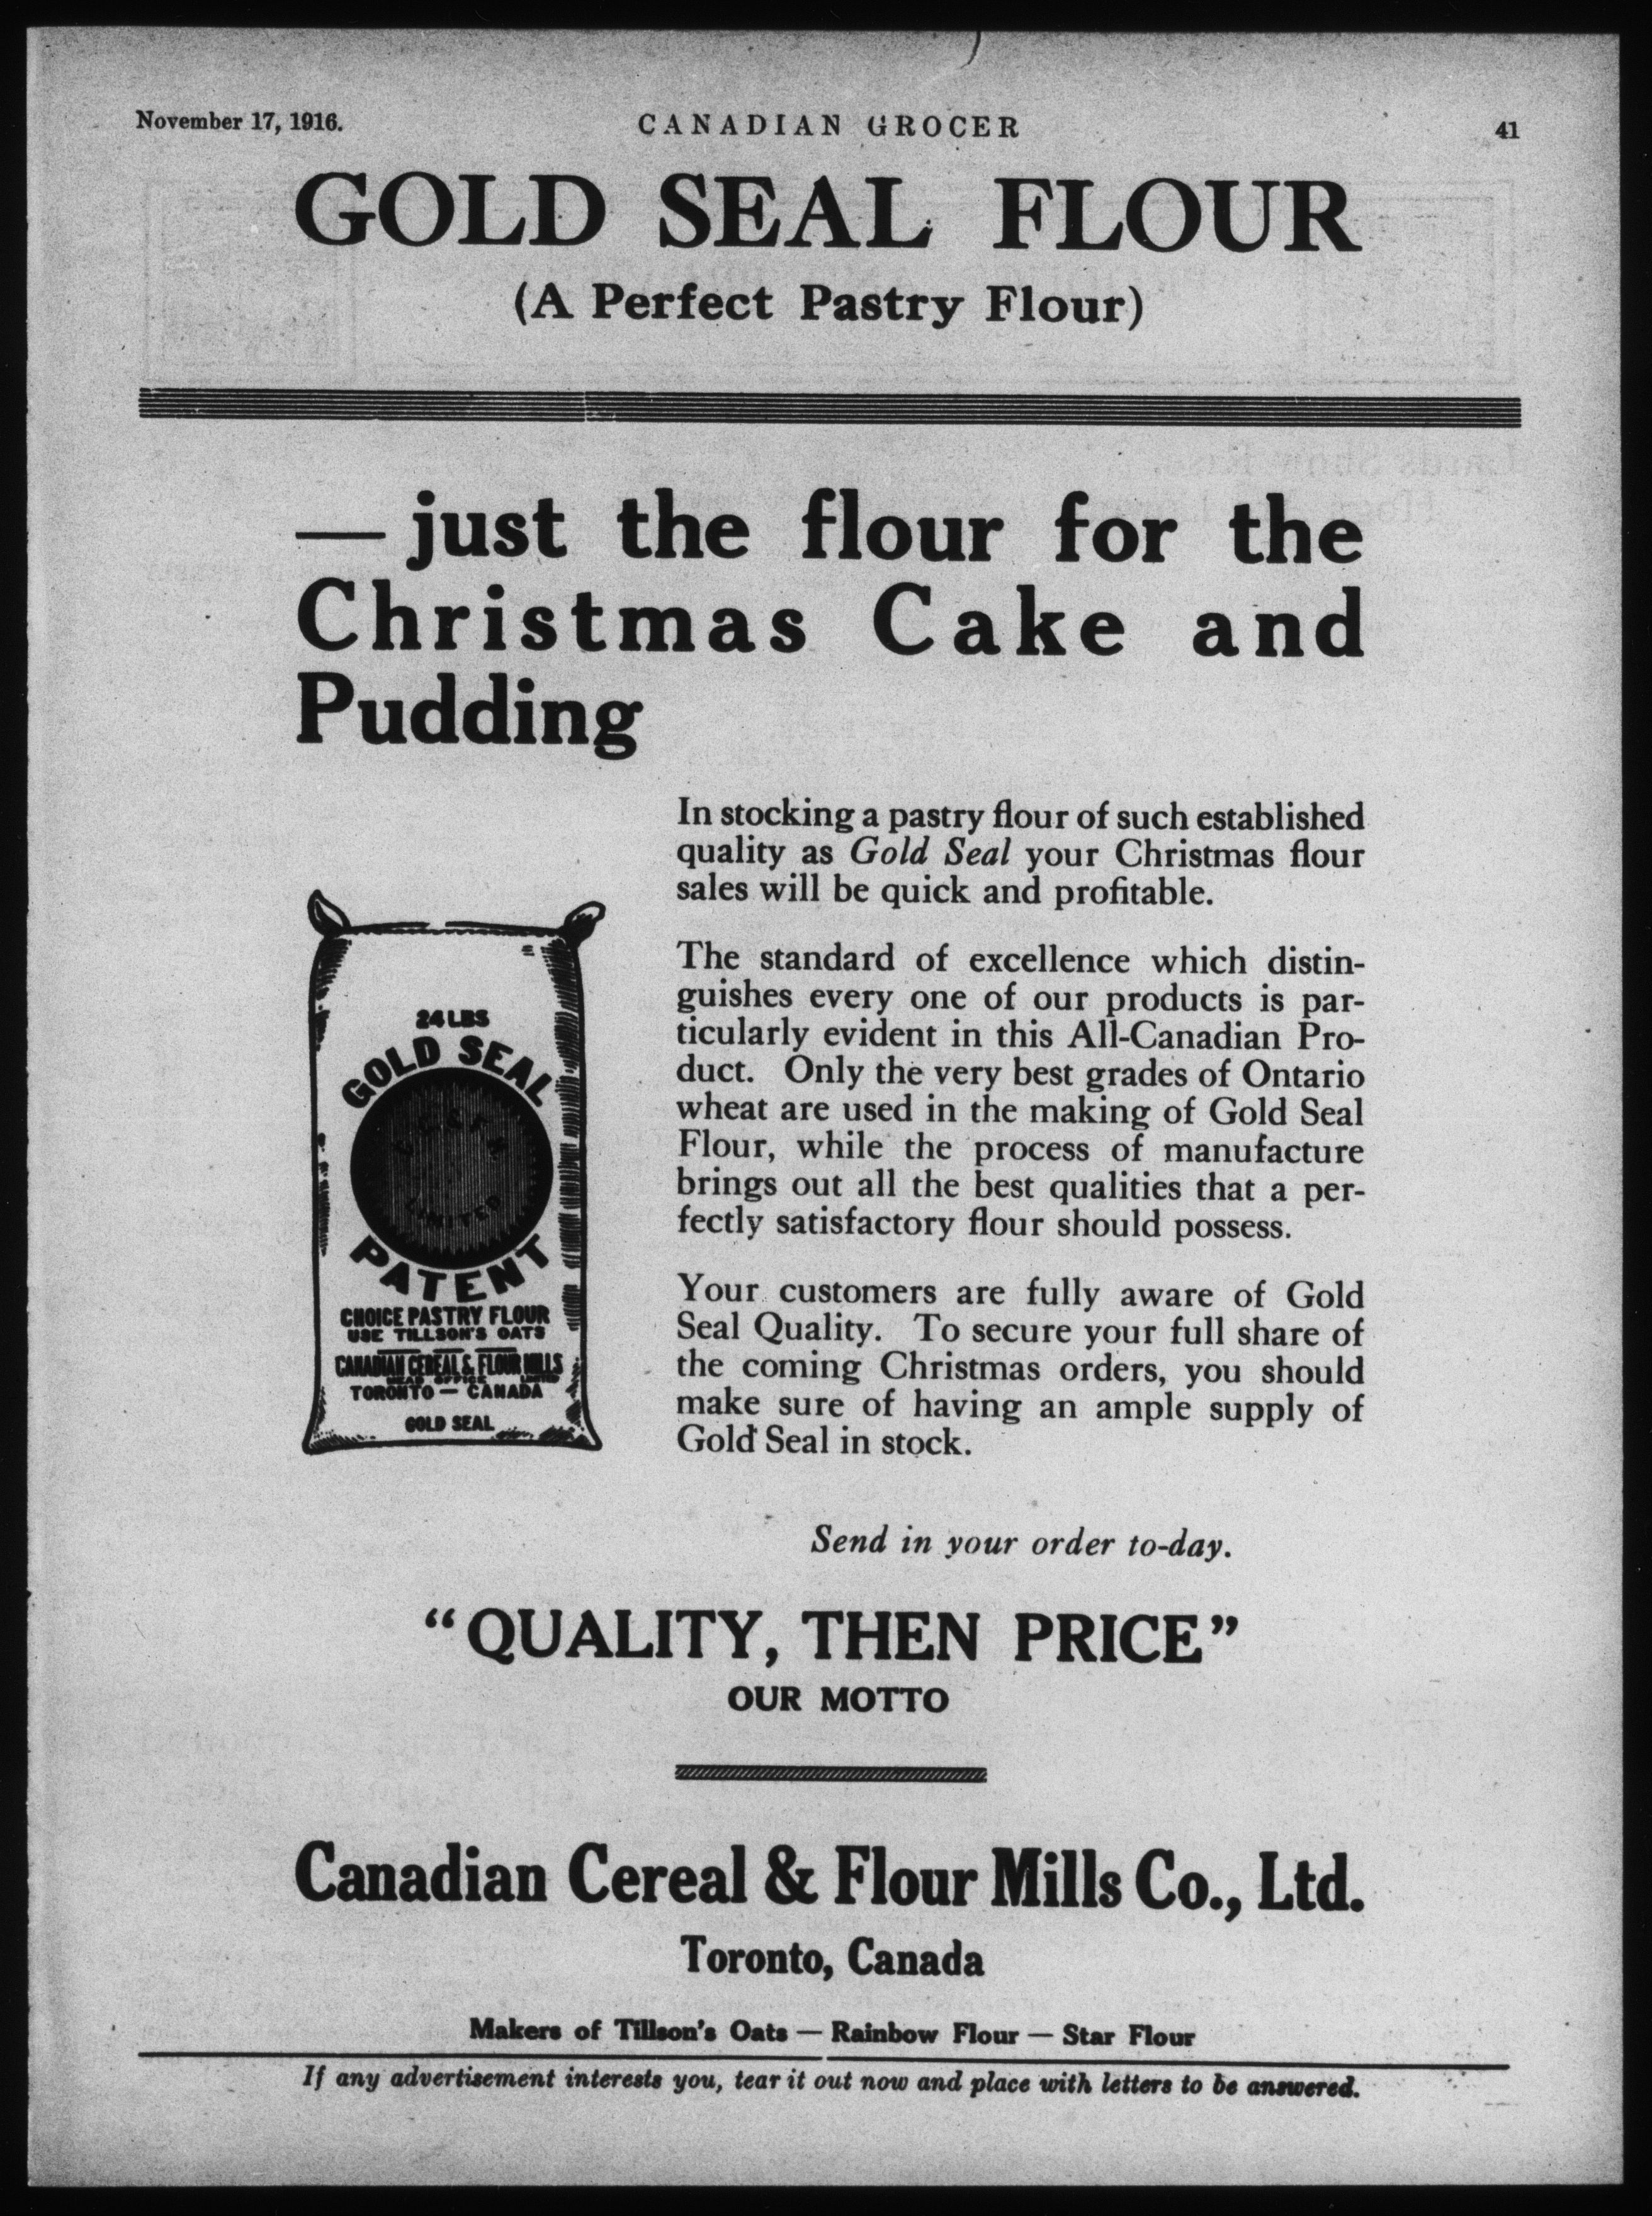 November 17, 1916.
CANADIAN GROCER
41
GOLD SEAL FLOUR
(A Perfect Pastry Flour)
— just the flour for the
Christmas Cake and
Pudding
In stocking a pastry flour of such established
quality as Gold Seal your Christmas flour
sales will be quick and profitable.
The standard of excellence which distin-
guishes every one of our products is par-
ticularly evident in this All-Canadian Pro-
duct. Only the very best grades of Ontario
wheat are used in the making of Gold Seal
Flour, while the process of manufacture
brings out all the best qualities that a per-
fectly satisfactory flour should possess.
Your customers are fully aware of Gold
Seal Quality. To secure your full share of
the coming Christmas orders, you should
make sure of having an ample supply of
Gold Seal in stock.
24 LBS
GOLD SEAL
LIMITED
PATENT
CHOICE PASTRY FLOUR
USE TILLSON'S OATS
CANADIAN CEREAL & FLOUR MILLS
HEAD OFFICE LIMITED
TORONTO — CANADA
GOLD SEAL
Send in your order to-day.
"QUALITY, THEN PRICE"
OUR MOTTO
Canadian Cereal & Flour Mills Co., Ltd.
Toronto, Canada
Makers of Tillson's Oats — Rainbow Flour — Star Flour
If any advertisement interests you, tear it out now and place with letters to be answered.